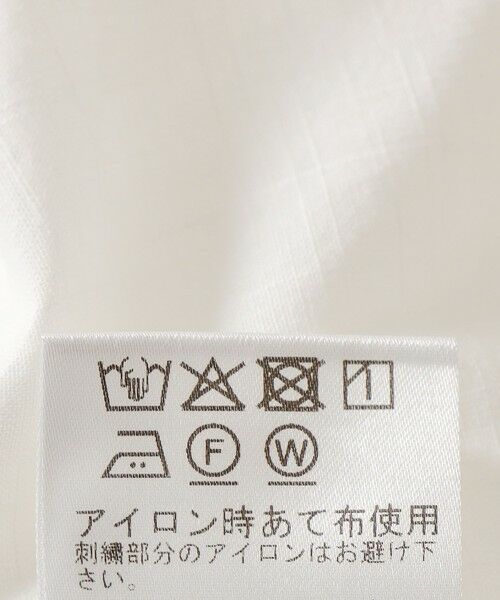 F W
アイロン時あて布使用
刺繍部分のアイロンはお避け下
さい。